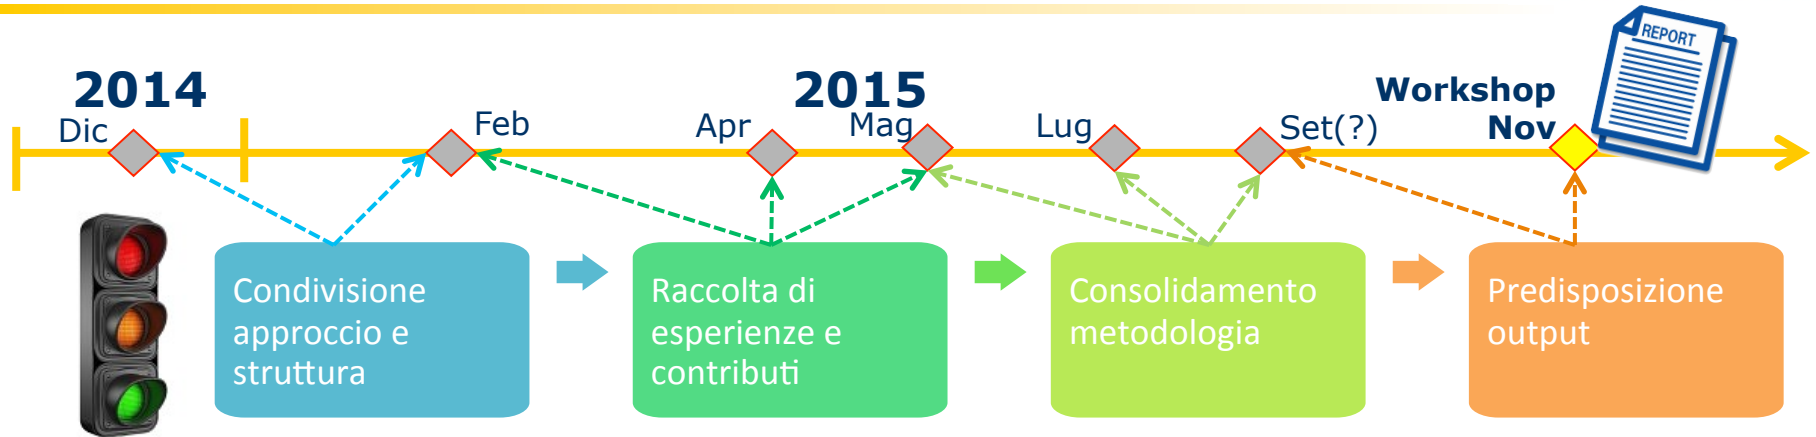 REPORT
2014
2015
Workshop
Nov
Dic
Feb
Apr
Mag
Lug
Set(?)
Condivisione
approccio e
struttura
Raccolta di
esperienze e
contributi
Consolidamento
metodologia
Predisposizione
output